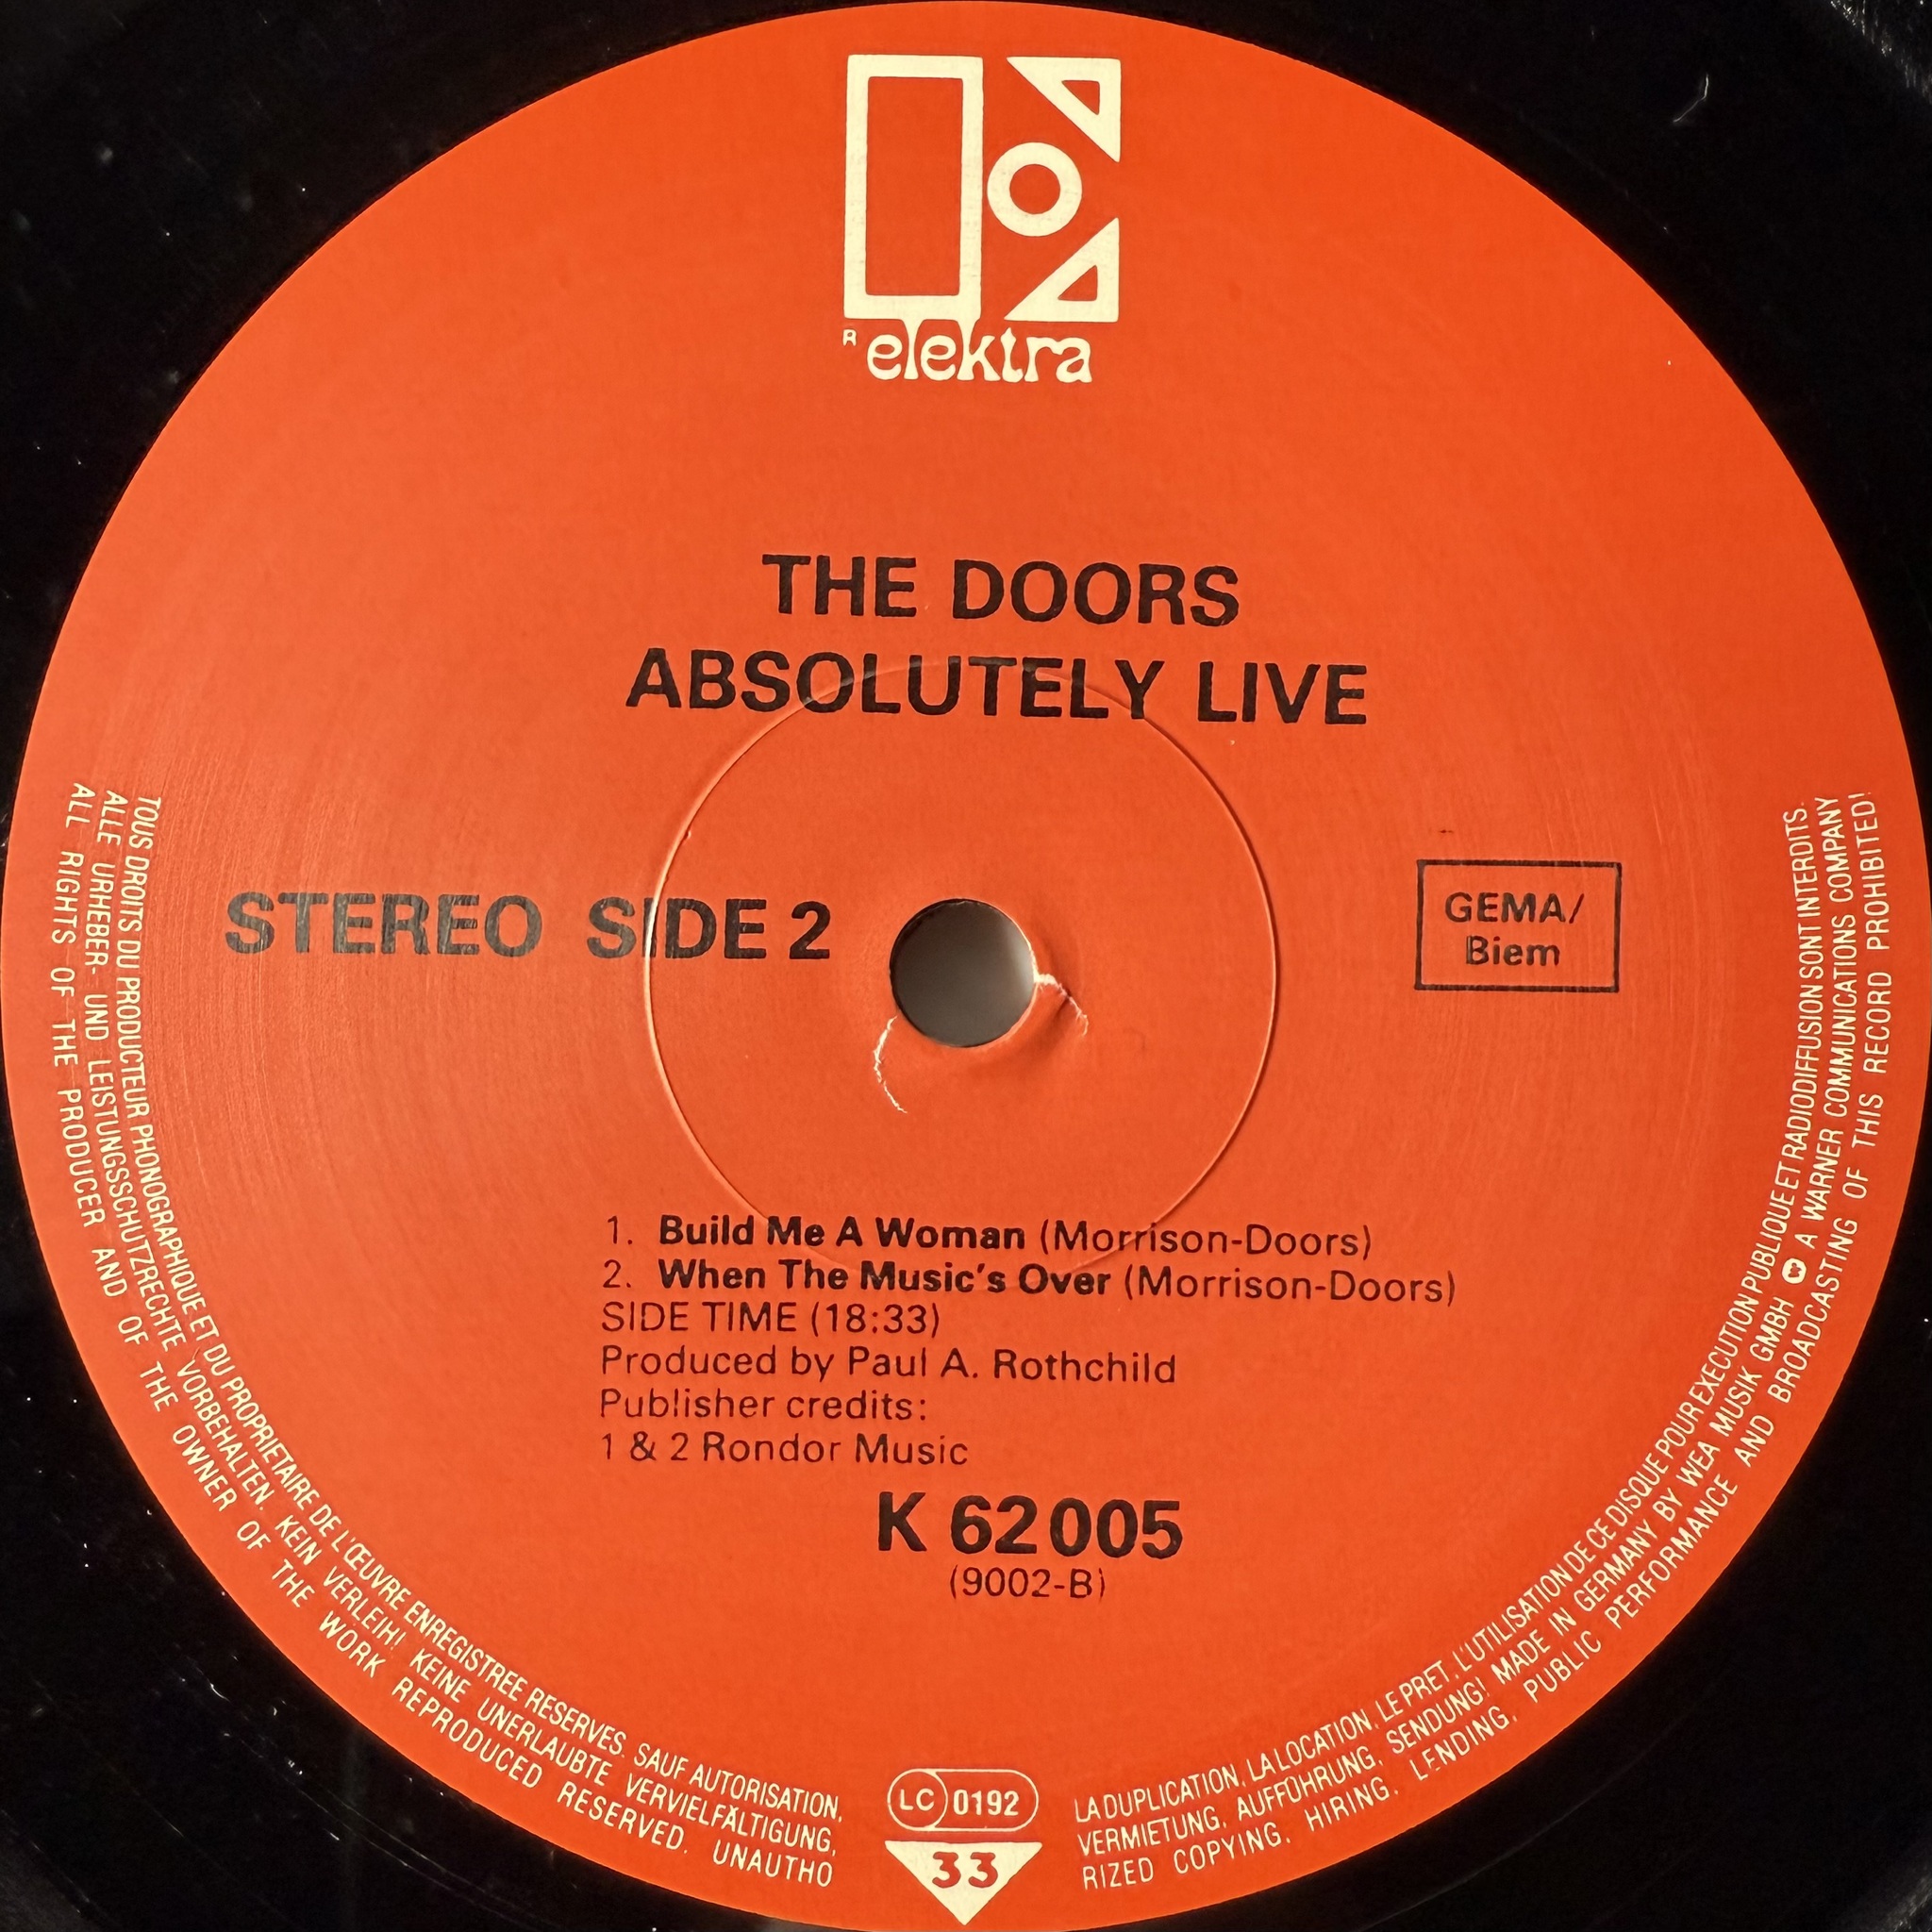 R elektra
THE DOORS
ABSOLUTELY LIVE
STEREO SIDE 2
GEMA/
Biem
1. Build Me A Woman (Morrison-Doors)
2. When The Music's Over (Morrison-Doors)
SIDE TIME (18:33)
Produced by Paul A. Rothchild
Publisher credits:
1 & 2 Rondor Music
K 62005
(9002-B)
TOUS DROITS DU PRODUCTEUR PHONOGRAPHIQUE ET DU PROPRIETAIRE DE L'ŒUVRE ENREGISTREE RESERVES. SAUF AUTORISATION, LA DUPLICATION, LA LOCATION, LE PRET, L'UTILISATION DE CE DISQUE POUR EXECUTION PUBLIQUE ET RADIODIFFUSION SONT INTERDITS.
ALLE URHEBER- UND LEISTUNGSSCHUTZRECHTE VORBEHALTEN. KEIN VERLEIH! KEINE UNERLAUBTE VERVIELFÄLTIGUNG, VERMIETUNG, AUFFÜHRUNG, SENDUNG! MADE IN GERMANY BY WEA MUSIK GMBH W A WARNER COMMUNICATIONS COMPANY
ALL RIGHTS OF THE PRODUCER AND OF THE OWNER OF THE WORK REPRODUCED RESERVED. UNAUTHORIZED COPYING, HIRING, LENDING, PUBLIC PERFORMANCE AND BROADCASTING OF THIS RECORD PROHIBITED!
LC 0192
33